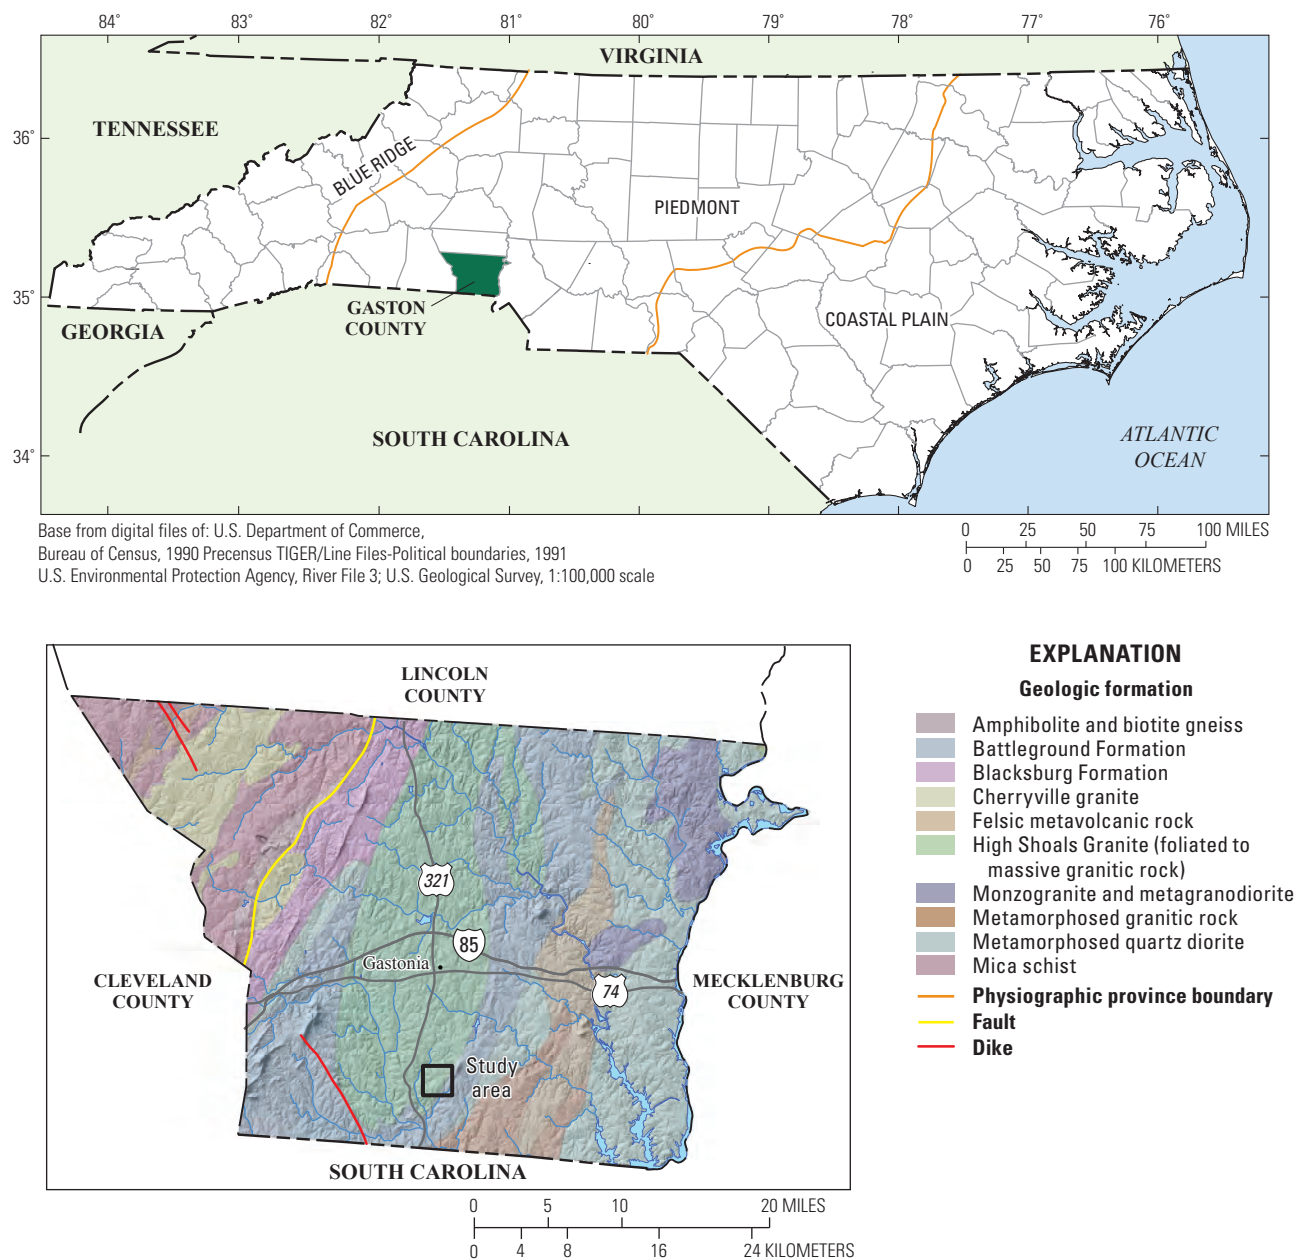 84° 83° 82° 81° 80° 79° 78° 77° 76°
VIRGINIA
36°
TENNESSEE
BLUE RIDGE
PIEDMONT
35°
GASTON
COUNTY
GEORGIA
COASTAL PLAIN
SOUTH CAROLINA
ATLANTIC
OCEAN
34°
Base from digital files of: U.S. Department of Commerce,
Bureau of Census, 1990 Precensus TIGER/Line Files-Political boundaries, 1991
U.S. Environmental Protection Agency, River File 3; U.S. Geological Survey, 1:100,000 scale
0 25 50 75 100 MILES
0 25 50 75 100 KILOMETERS
LINCOLN
COUNTY
321
85
Gastonia
CLEVELAND
COUNTY
MECKLENBURG
COUNTY
74
Study
area
SOUTH CAROLINA
0 5 10 20 MILES
0 4 8 16 24 KILOMETERS
EXPLANATION
Geologic formation
Amphibolite and biotite gneiss
Battleground Formation
Blacksburg Formation
Cherryville granite
Felsic metavolcanic rock
High Shoals Granite (foliated to
massive granitic rock)
Monzogranite and metagranodiorite
Metamorphosed granitic rock
Metamorphosed quartz diorite
Mica schist
Physiographic province boundary
Fault
Dike